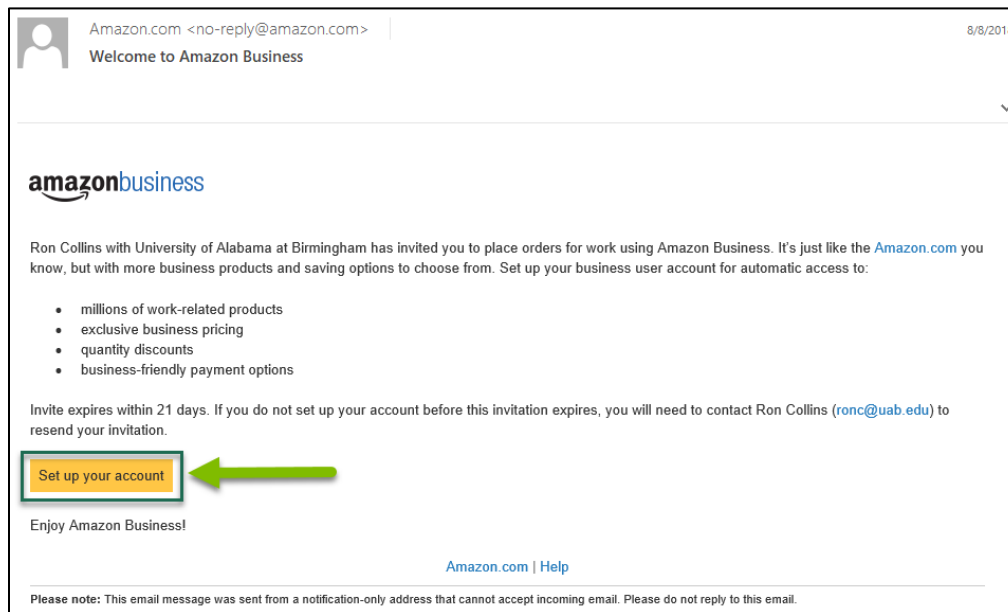 Amazon.com <no-reply@amazon.com>
8/8/201
Welcome to Amazon Business
amazonbusiness
Ron Collins with University of Alabama at Birmingham has invited you to place orders for work using Amazon Business. It's just like the Amazon.com you
know, but with more business products and saving options to choose from. Set up your business user account for automatic access to:
• millions of work-related products
• exclusive business pricing
• quantity discounts
• business-friendly payment options
Invite expires within 21 days. If you do not set up your account before this invitation expires, you will need to contact Ron Collins (ronc@uab.edu) to
resend your invitation.
Set up your account
Enjoy Amazon Business!
Amazon.com | Help
Please note: This email message was sent from a notification-only address that cannot accept incoming email. Please do not reply to this email.